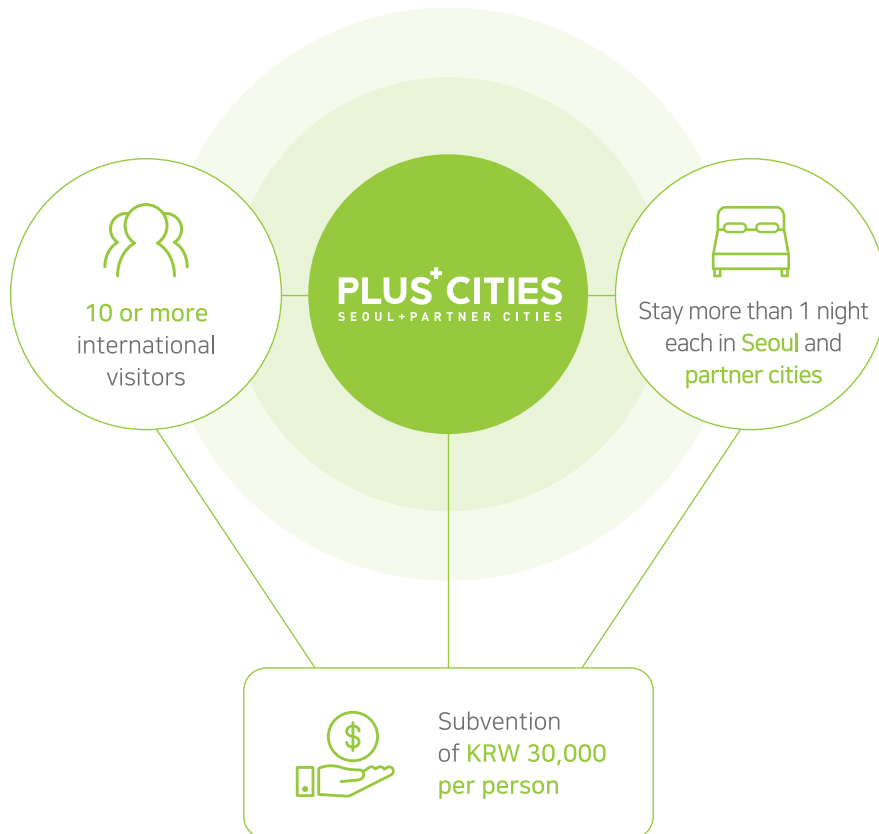 PLUS+ CITIES
SEOUL+PARTNER CITIES
10 or more
international
visitors
Stay more than 1 night
each in Seoul and
partner cities
$
Subvention
of KRW 30,000
per person